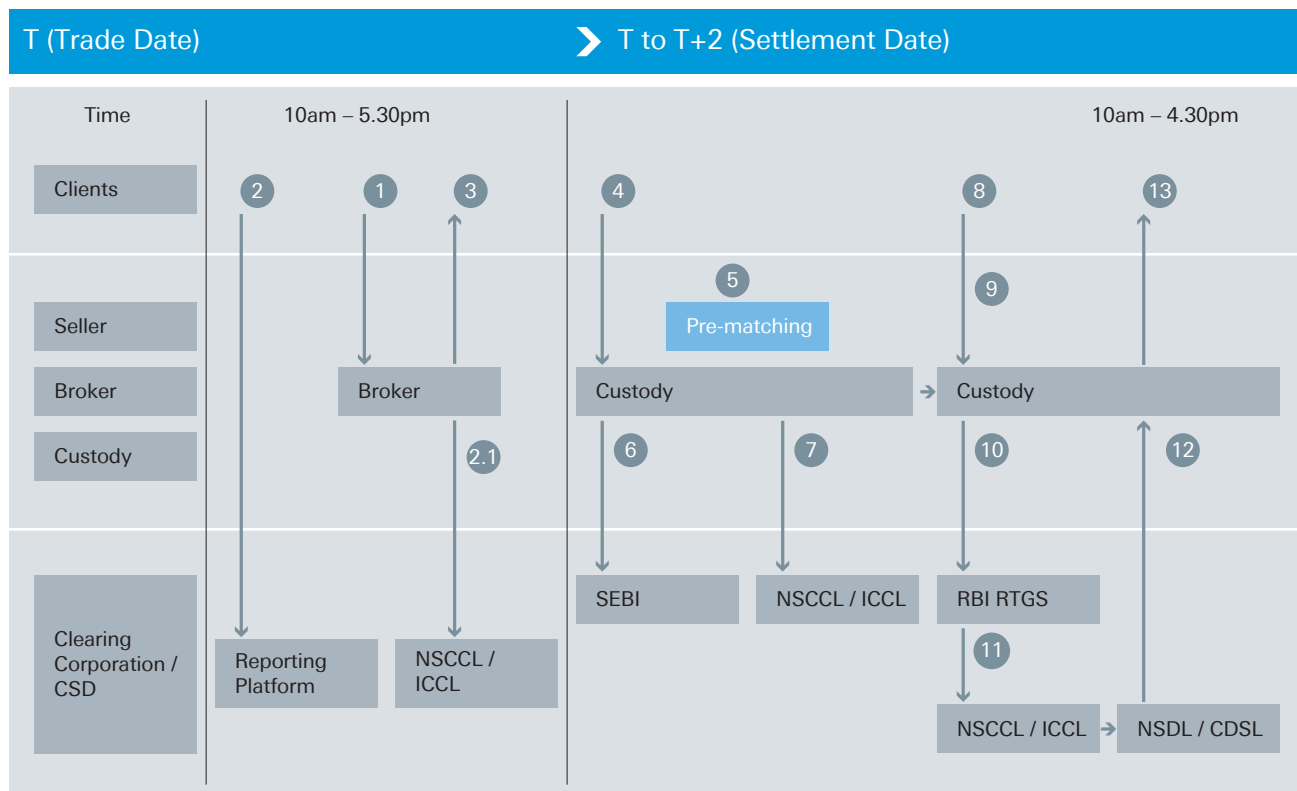 T (Trade Date)
T to T+2 (Settlement Date)
Time
10am – 5.30pm
10am – 4.30pm
Clients
2
1
3
4
8
13
5
9
Seller
Pre-matching
Broker
Broker
Custody
Custody
Custody
2.1
6
7
10
12
SEBI
NSCCL / ICCL
RBI RTGS
Clearing
Corporation /
CSD
Reporting
Platform
NSCCL /
ICCL
11
NSCCL / ICCL
NSDL / CDSL